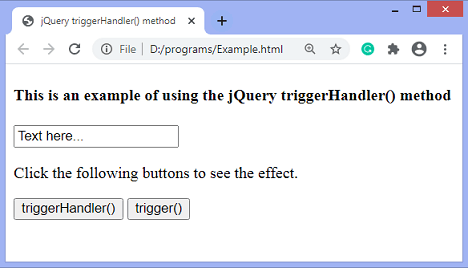 jQuery triggerHandler() method
File | D:/programs/Example.html
This is an example of using the jQuery triggerHandler() method
Text here...
Click the following buttons to see the effect.
triggerHandler() trigger()